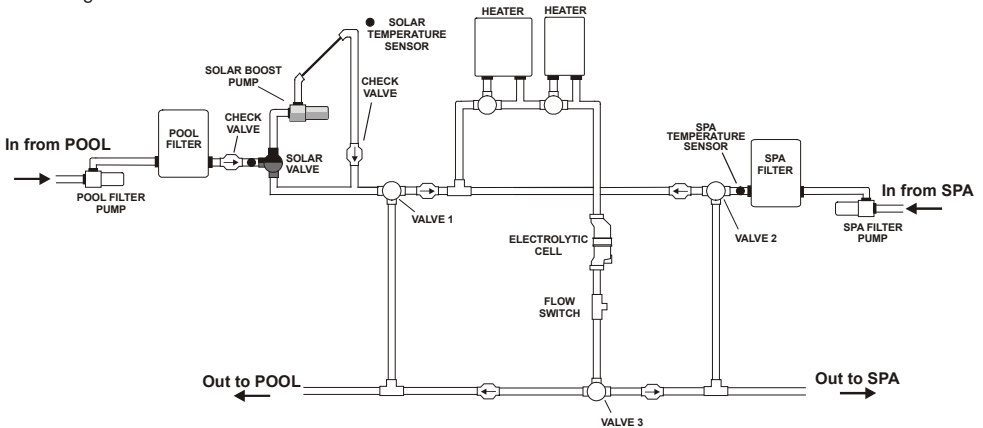 HEATER
HEATER
SOLAR
TEMPERATURE
SENSOR
SOLAR BOOST
PUMP
CHECK
VALVE
CHECK
VALVE
In from POOL
POOL
FILTER
SOLAR
VALVE
POOL FILTER
PUMP
SPA
TEMPERATURE
SENSOR
SPA
FILTER
In from SPA
SPA FILTER
PUMP
VALVE 1
VALVE 2
ELECTROLYTIC
CELL
FLOW
SWITCH
Out to POOL
Out to SPA
VALVE 3